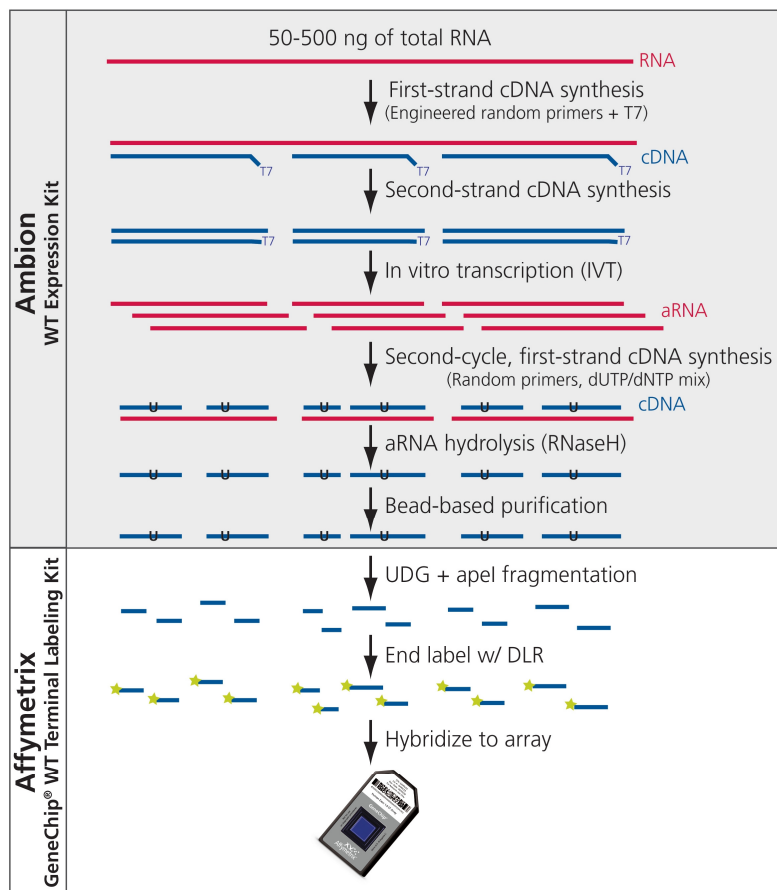 Ambion
WT Expression Kit
50-500 ng of total RNA
RNA
First-strand cDNA synthesis
(Engineered random primers + T7)
cDNA
T7 T7 T7
Second-strand cDNA synthesis
T7 T7 T7
In vitro transcription (IVT)
aRNA
Second-cycle, first-strand cDNA synthesis
(Random primers, dUTP/dNTP mix)
cDNA
U U U U U U
aRNA hydrolysis (RNaseH)
U U U U U U
Bead-based purification
U U U U U U
Affymetrix
GeneChip® WT Terminal Labeling Kit
UDG + apeI fragmentation
End label w/ DLR
Hybridize to array
GeneChip
Affymetrix